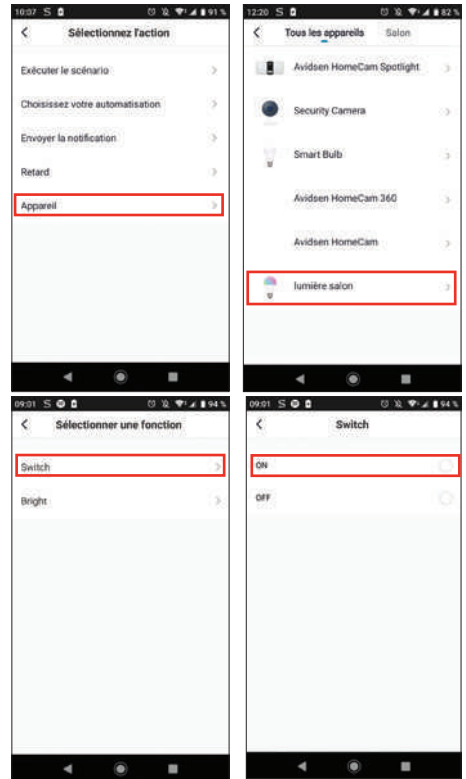 10:07 S 91 %
Sélectionnez l'action
Exécuter le scénario
Choisissez votre automatisation
Envoyer la notification
Retard
Appareil
12:20 S 82 %
Tous les appareils Salon
Avidsen HomeCam Spotlight
Security Camera
Smart Bulb
Avidsen HomeCam 360
Avidsen HomeCam
lumière salon
09:01 S 94 %
Sélectionner une fonction
Switch
Bright
09:01 S 94 %
Switch
ON
OFF